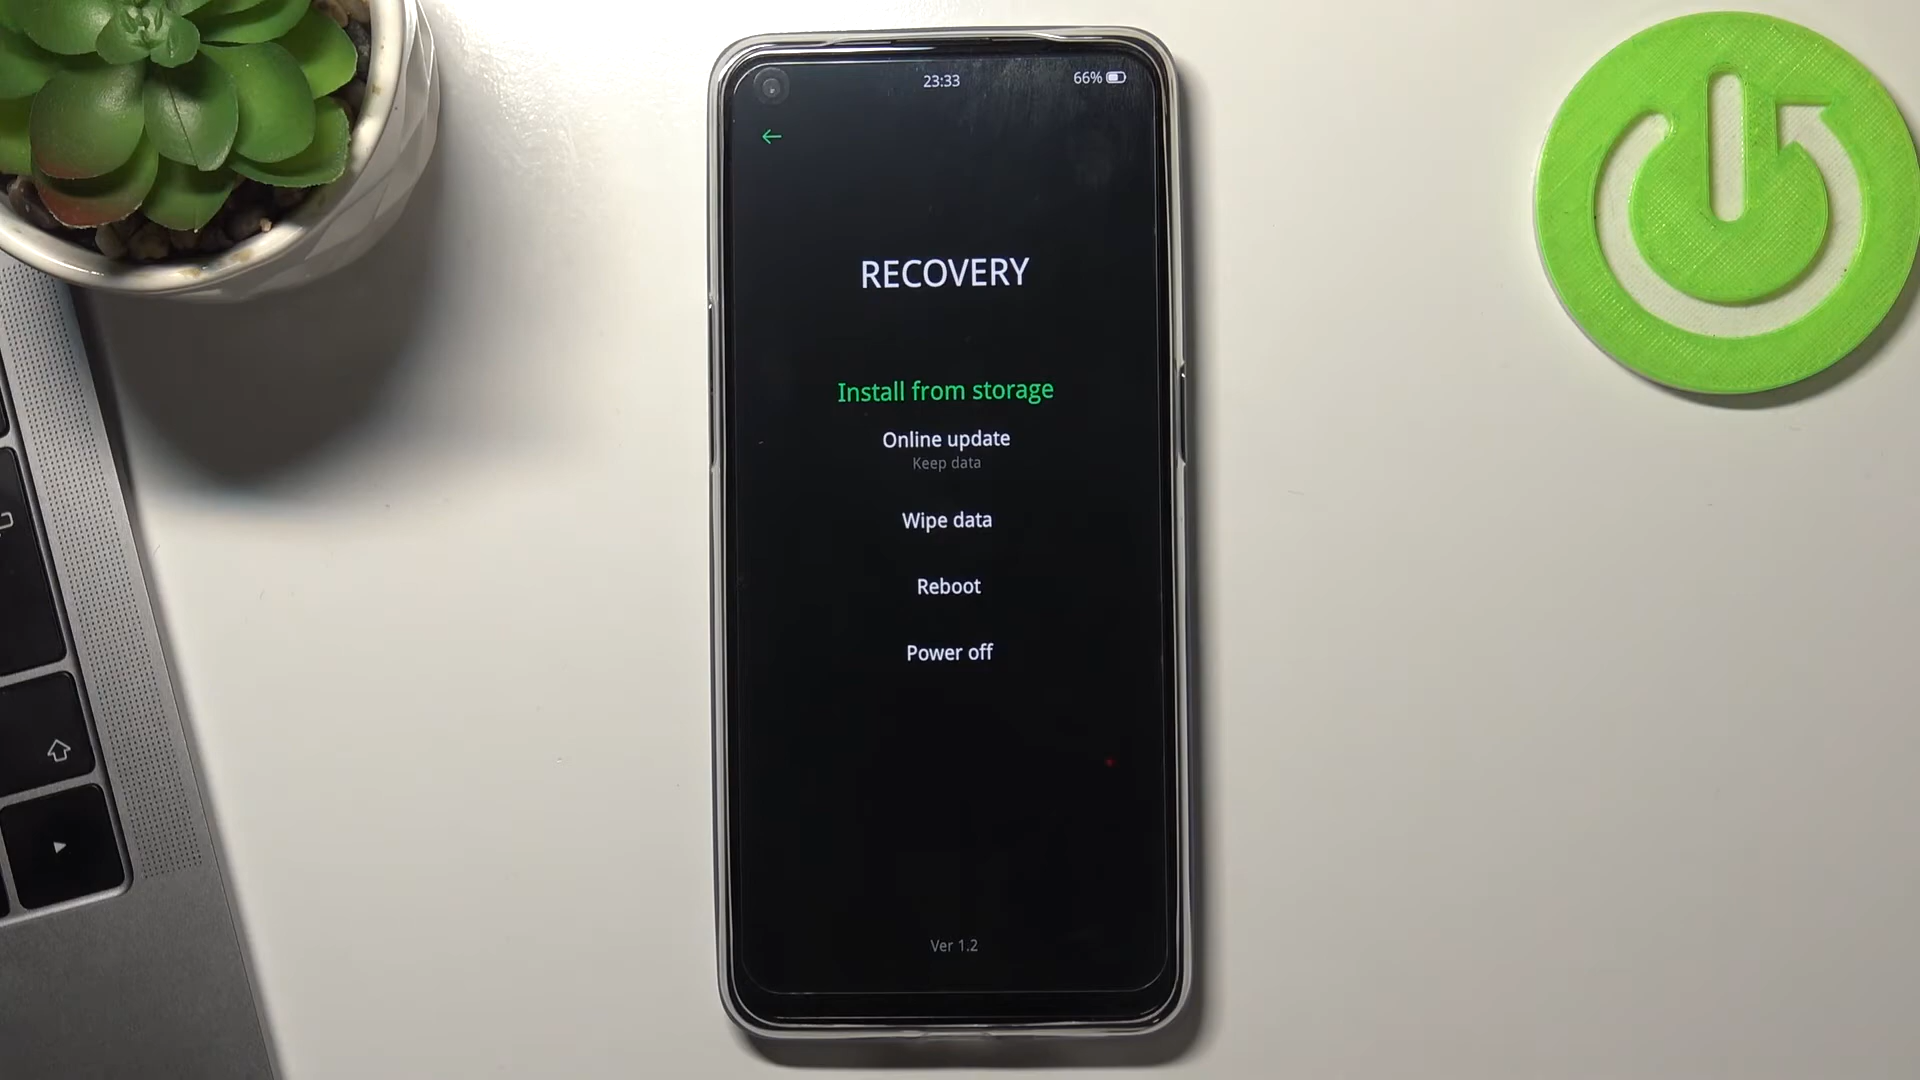 23:33
66%
RECOVERY
Install from storage
Online update
Keep data
Wipe data
Reboot
Power off
Ver 1.2